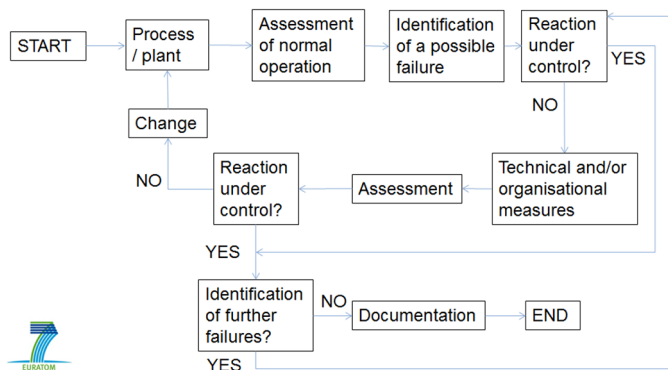 START
Process
/ plant
Assessment
of normal
operation
Identification
of a possible
failure
Reaction
under
control?
YES
NO
Change
NO
Reaction
under
control?
Assessment
Technical and/or
organisational
measures
YES
Identification
of further
failures?
NO
Documentation
END
YES
7
EURATOM